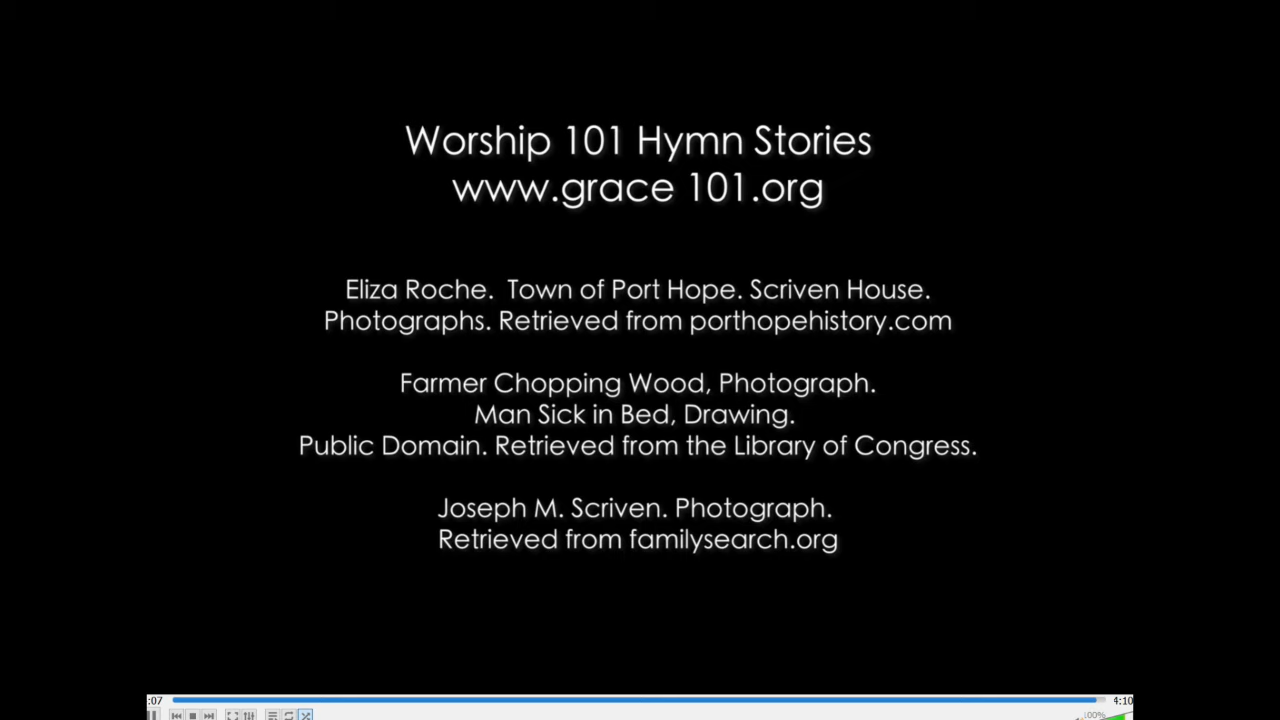 Worship 101 Hymn Stories
www.grace 101.org
Eliza Roche.  Town of Port Hope. Scriven House.
Photographs. Retrieved from porthopehistory.com
Farmer Chopping Wood, Photograph.
Man Sick in Bed, Drawing.
Public Domain. Retrieved from the Library of Congress.
Joseph M. Scriven. Photograph.
Retrieved from familysearch.org
:07 4:10
100%